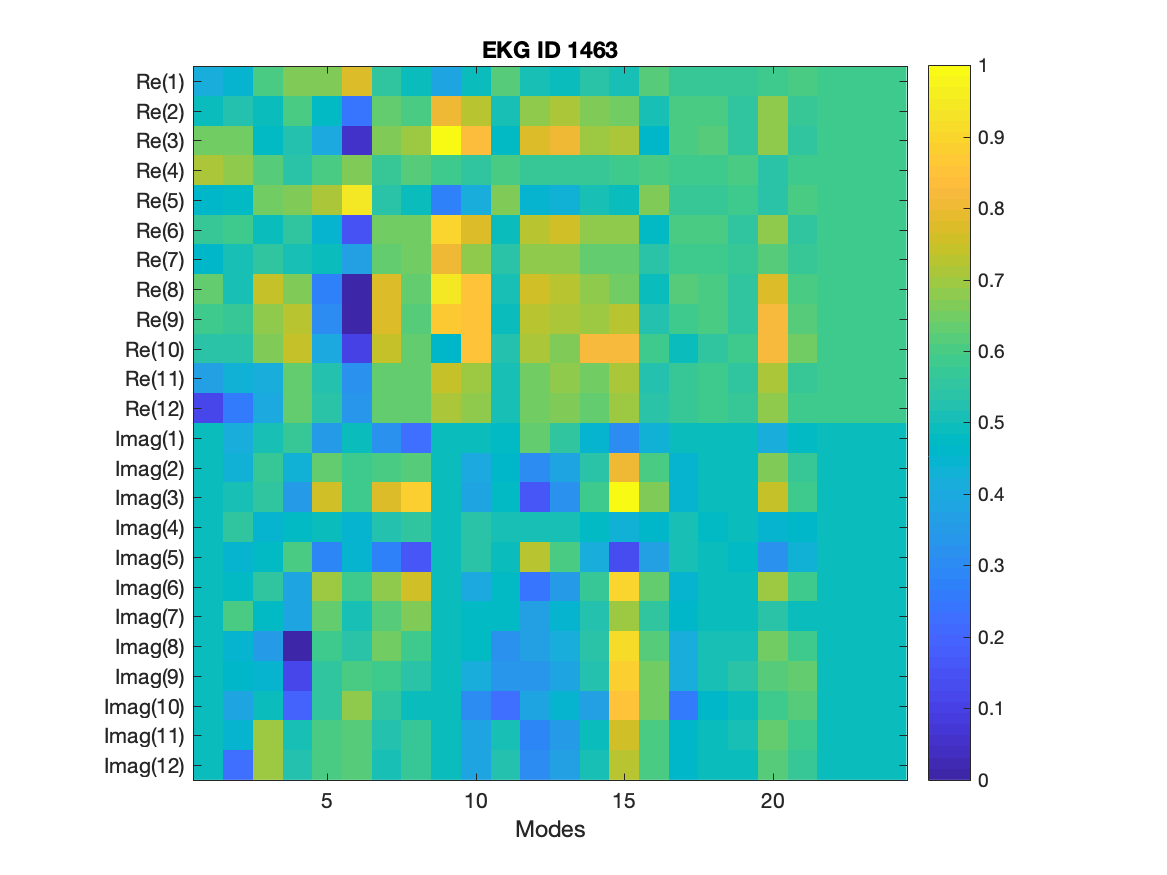 EKG ID 1463
Re(1)
Re(2)
Re(3)
Re(4)
Re(5)
Re(6)
Re(7)
Re(8)
Re(9)
Re(10)
Re(11)
Re(12)
Imag(1)
Imag(2)
Imag(3)
Imag(4)
Imag(5)
Imag(6)
Imag(7)
Imag(8)
Imag(9)
Imag(10)
Imag(11)
Imag(12)
5 10 15 20
Modes
1
0.9
0.8
0.7
0.6
0.5
0.4
0.3
0.2
0.1
0